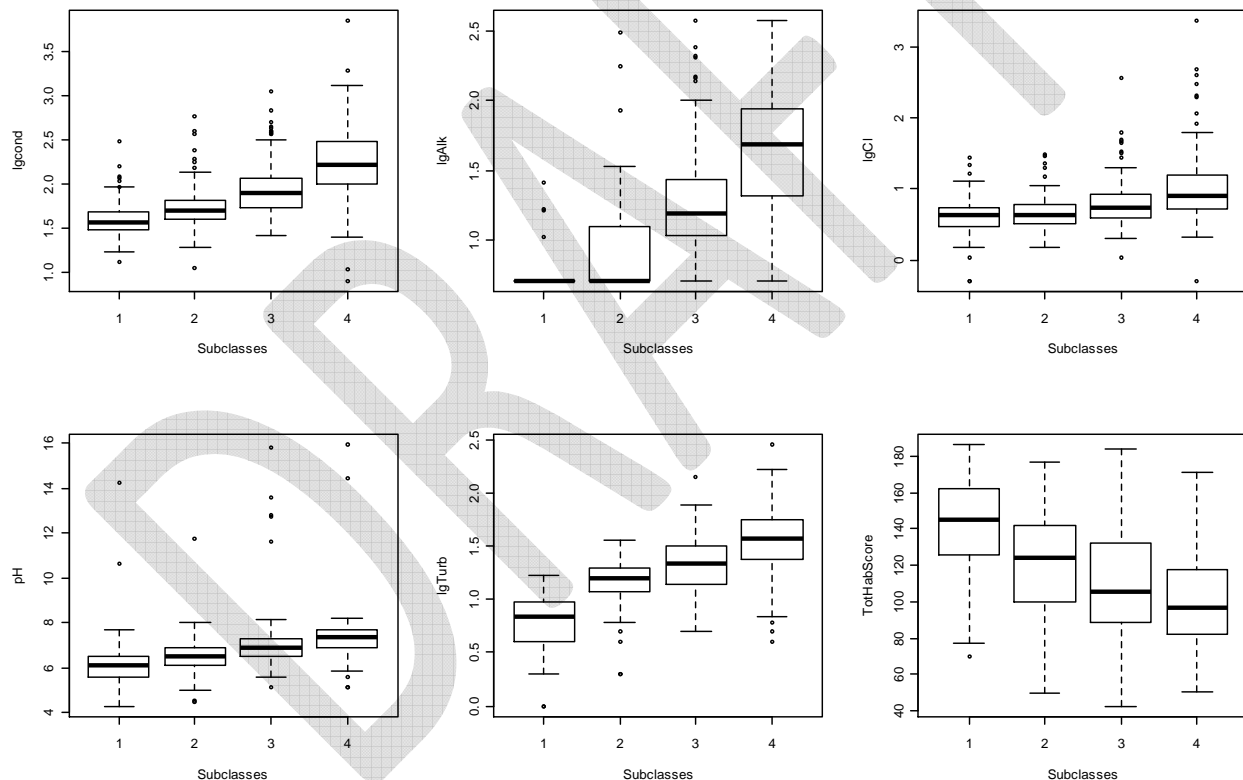 lgcond
3.5
3.0
2.5
2.0
1.5
1.0
1 2 3 4
Subclasses
lgAlk
2.5
2.0
1.5
1.0
1 2 3 4
Subclasses
lgCl
3
2
1
0
1 2 3 4
Subclasses
pH
16
14
12
10
8
6
4
1 2 3 4
Subclasses
lgTurb
2.5
2.0
1.5
1.0
0.5
0.0
1 2 3 4
Subclasses
TotHabScore
180
160
140
120
100
80
60
40
1 2 3 4
Subclasses
DRAFT